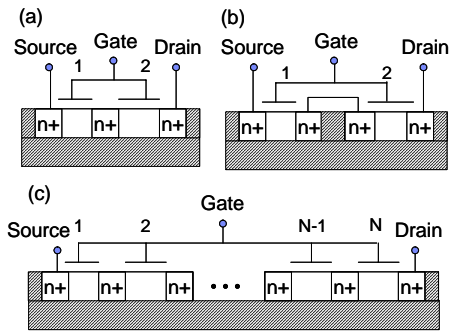 (a)
Source Gate Drain
1 2
n+ n+ n+
(b)
Source Gate Drain
1 2
n+ n+ n+ n+
(c)
Gate
Source 1 2 N-1 N Drain
n+ n+ n+ • • • n+ n+ n+